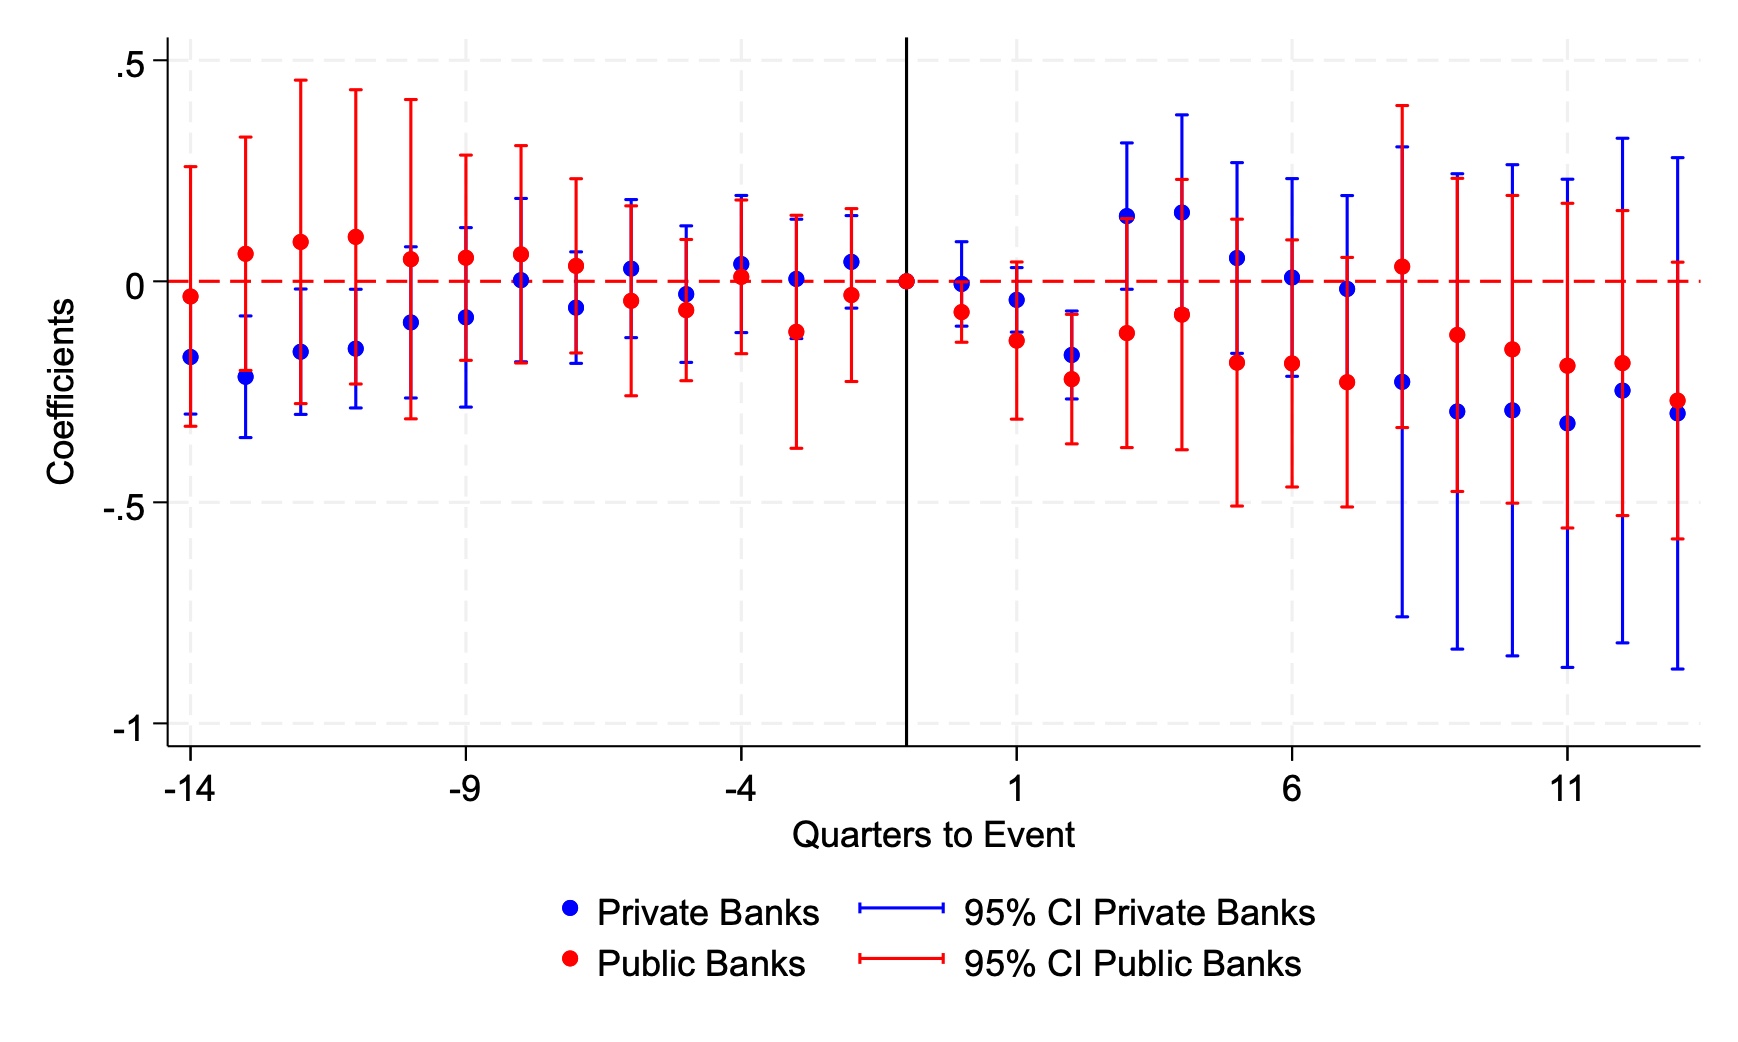 Coefficients
.5
0
-.5
-1
-14 -9 -4 1 6 11
Quarters to Event
Private Banks 95% CI Private Banks
Public Banks 95% CI Public Banks